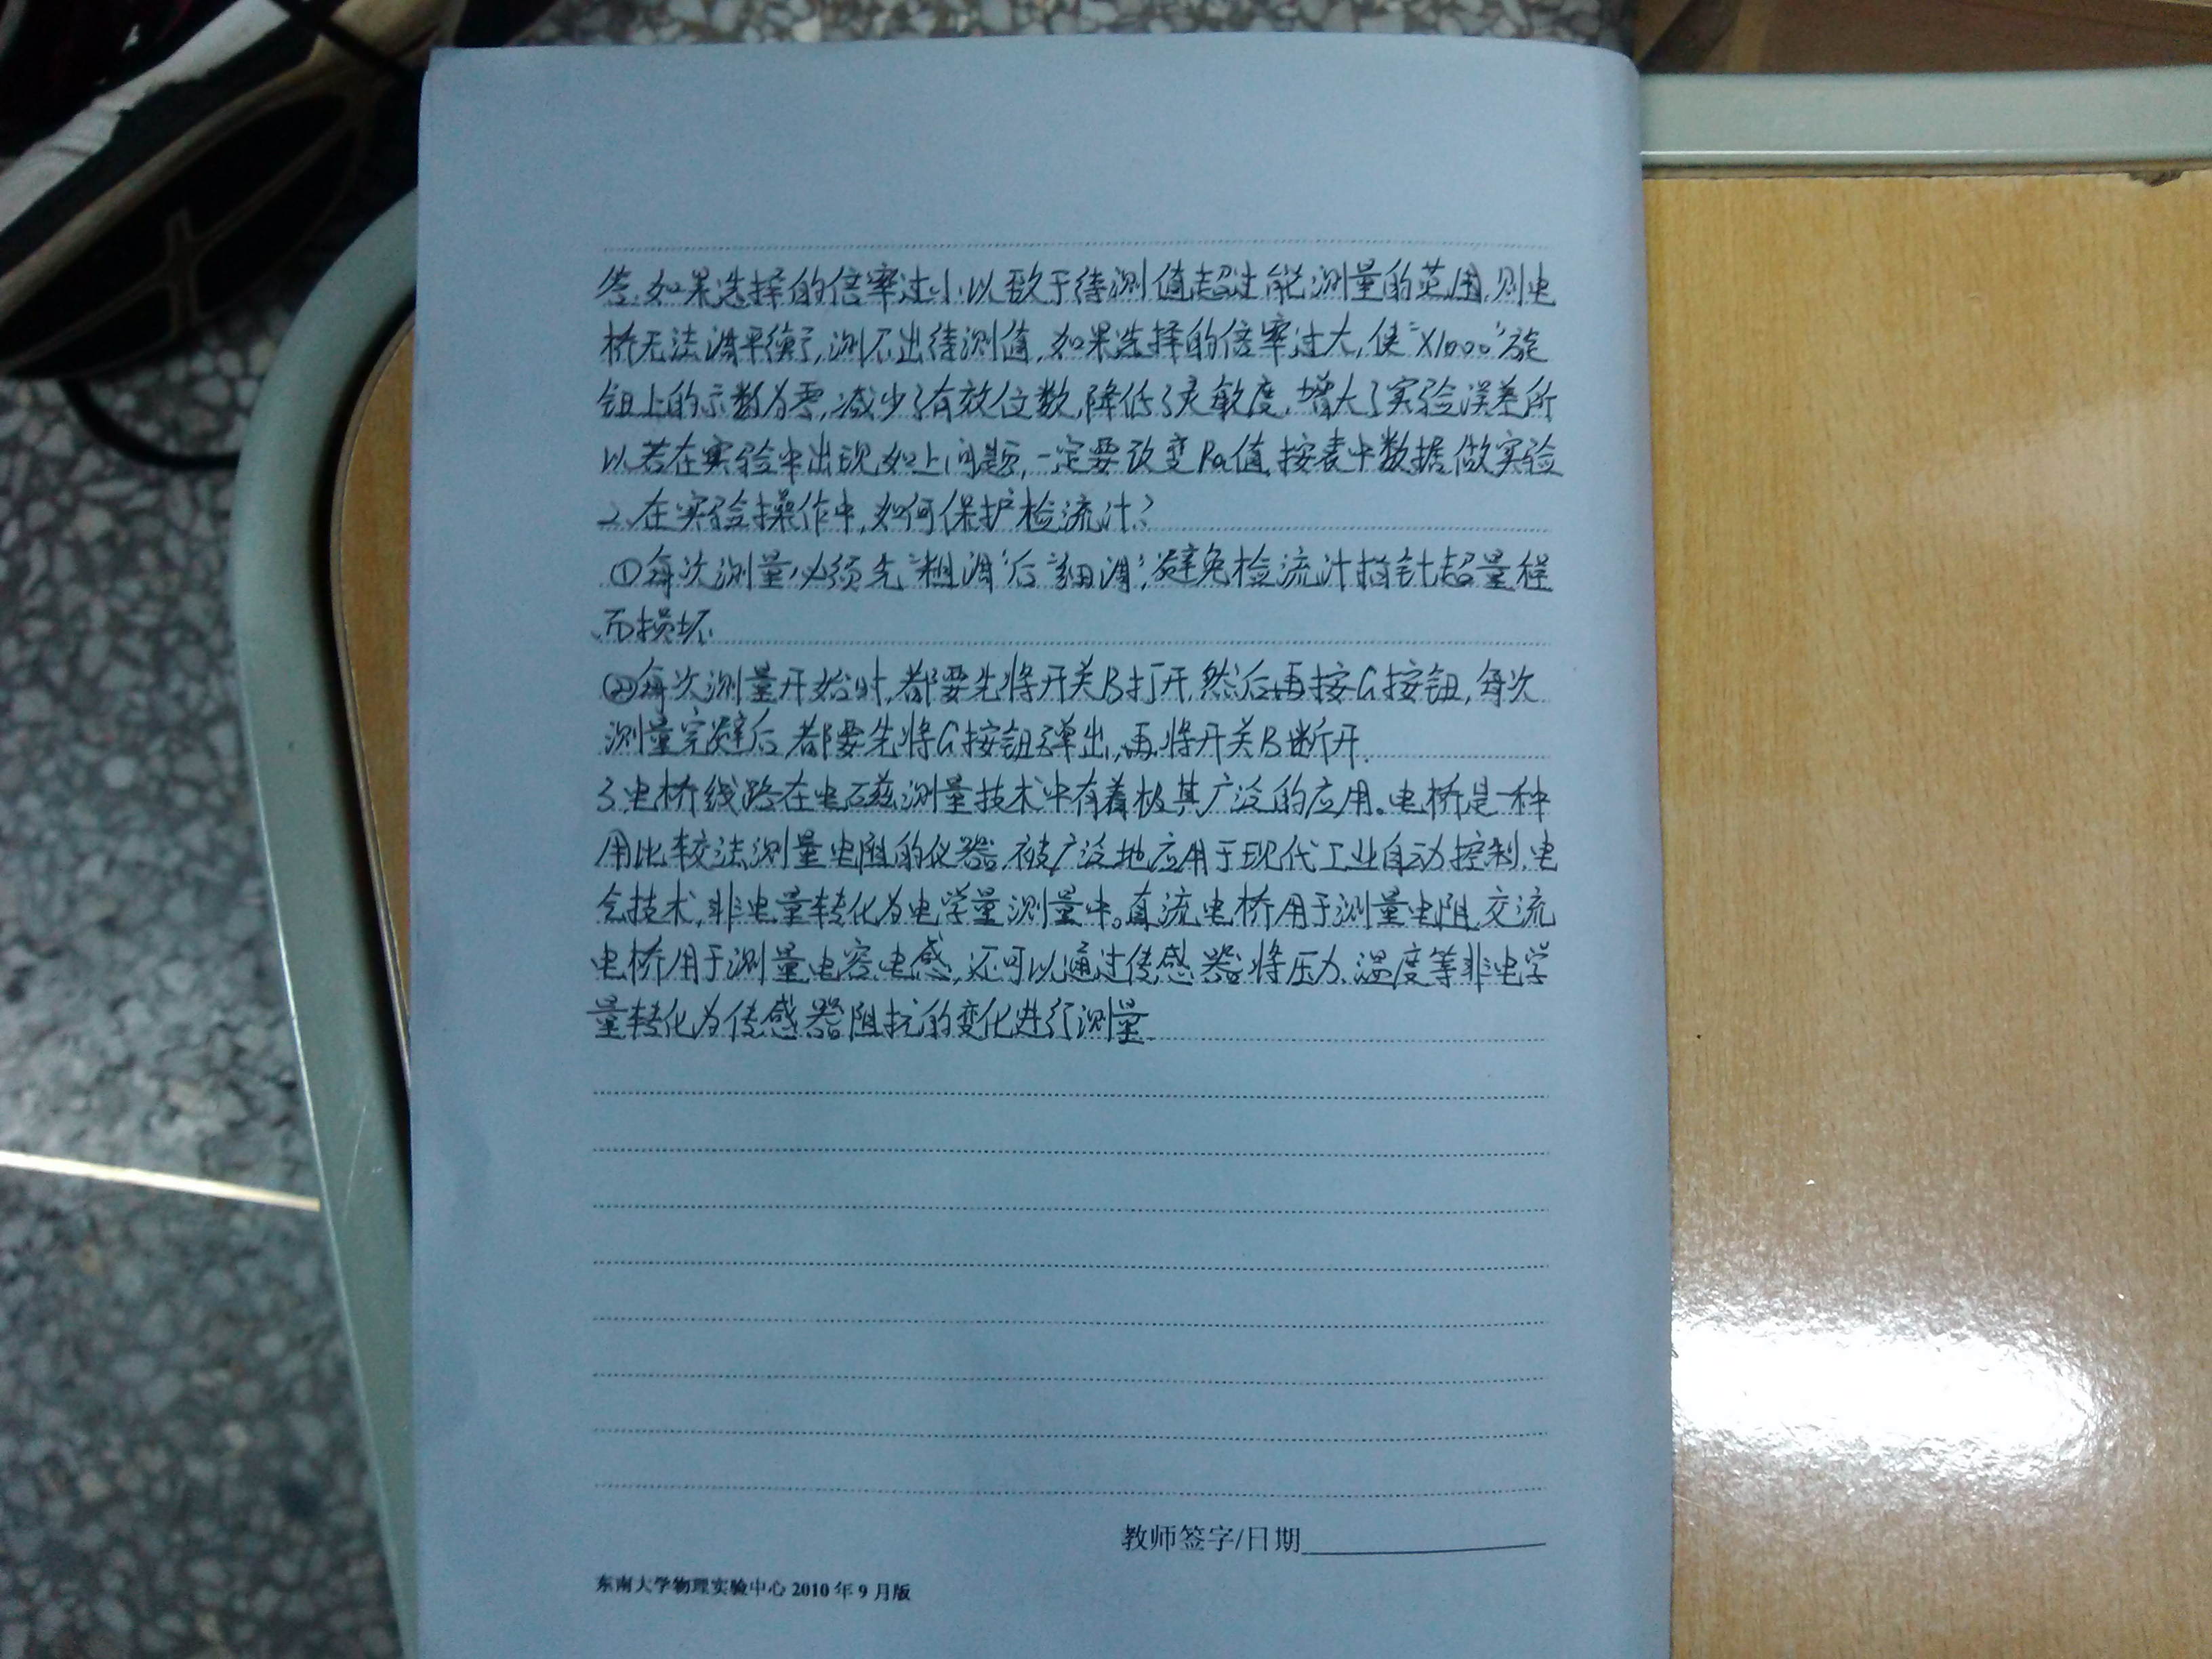 答.如果选择的倍率过小,以致于待测值超过能测量的范围,则电
桥无法调平衡了,测不出待测值.如果选择的倍率过大,使“X1000”旋
钮上的示数为零,减少了有效位数,降低了灵敏度,增大了实验误差所
以若在实验中出现如上问题,一定要改变Ra值,按表中数据做实验
2.在实验操作中,如何保护检流计?
①每次测量必须先“粗调”后“细调”,避免检流计指针超量程
而损坏.
②每次测量开始时,都要先将开关B打开,然后再按G按钮,每次
测量完毕后,都要先将G按钮弹出,再将开关B断开.
3.电桥线路在电磁测量技术中有着极其广泛的应用。电桥是一种
用比较法测量电阻的仪器,被广泛地应用于现代工业自动控制,电
会技术,非电量转化为电学量测量中。直流电桥用于测量电阻,交流
电桥用于测量电容,电感,还可以通过传感器将压力、温度等非电学
量转化为传感器阻抗的变化进行测量.
教师签字/日期
东南大学物理实验中心 2010 年 9 月版